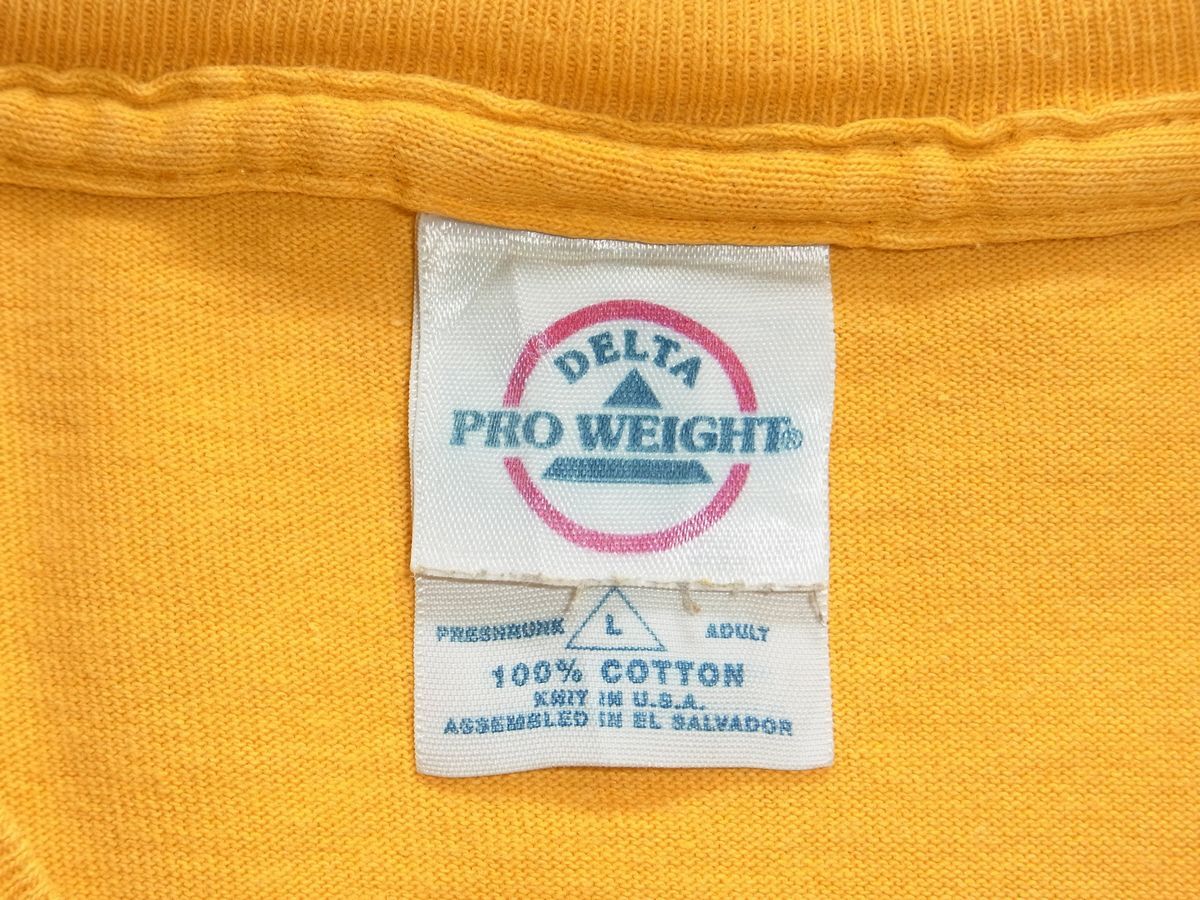 DELTA
PRO WEIGHT®
L
PRESHRUNK ADULT
100% COTTON
KNIT IN U.S.A.
ASSEMBLED IN EL SALVADOR